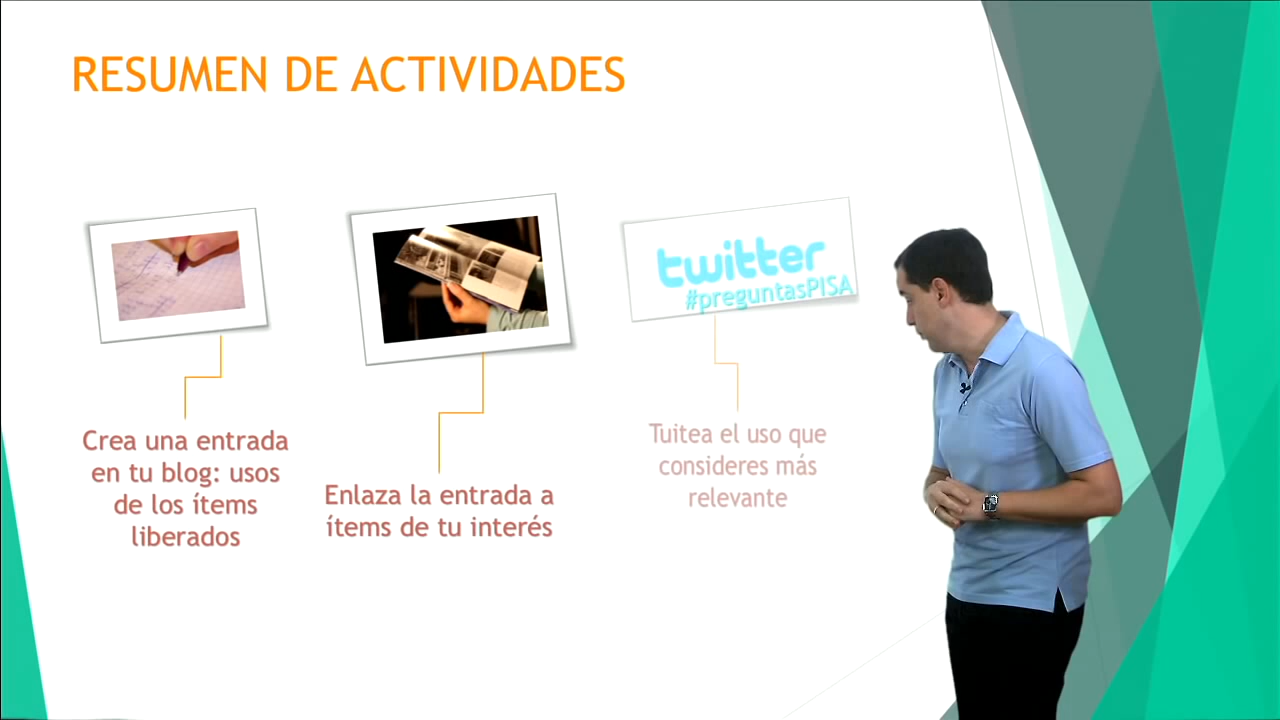 RESUMEN DE ACTIVIDADES
twitter
#preguntasPISA
Crea una entrada
en tu blog: usos
de los ítems
liberados
Enlaza la entrada a
ítems de tu interés
Tuitea el uso que
consideres más
relevante